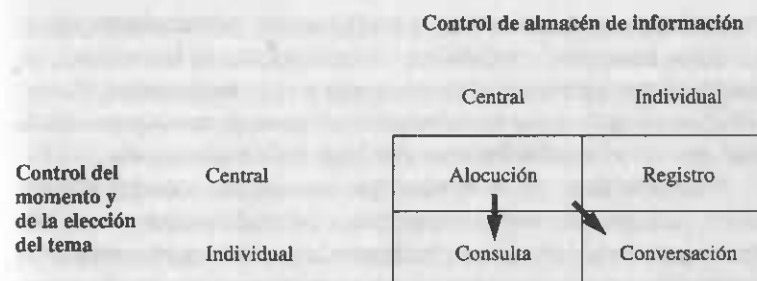 Control de almacén de información
Central Individual
Control del
momento y
de la elección
del tema
Central Alocución Registro
Individual Consulta Conversación